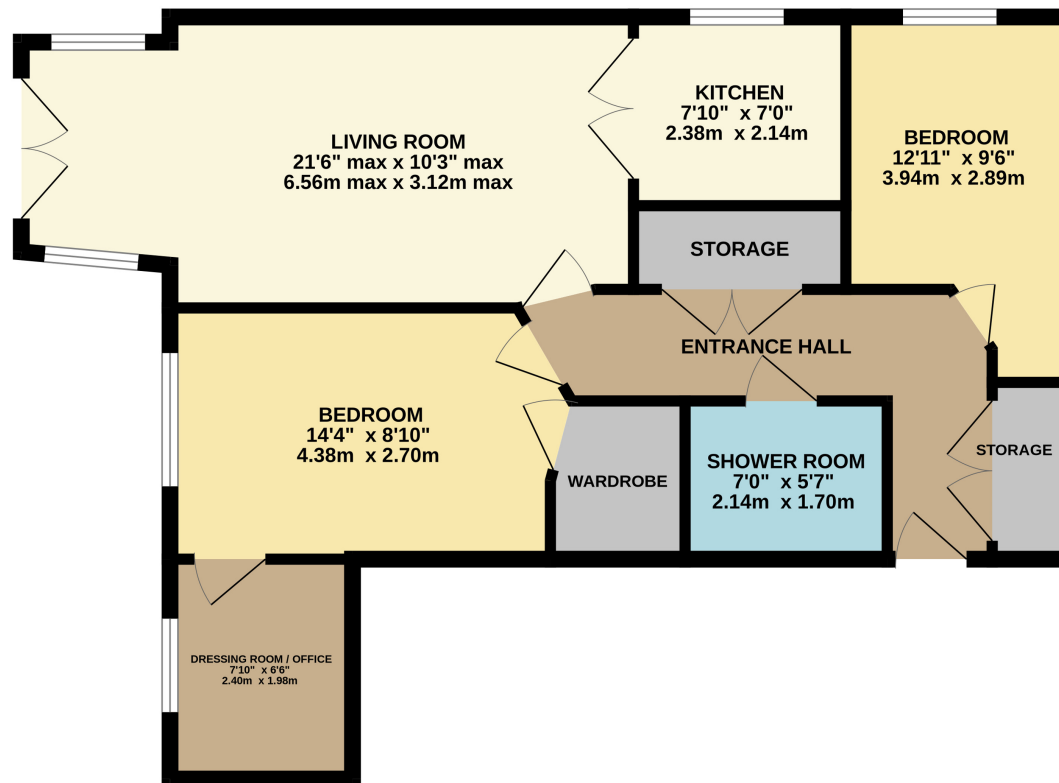 LIVING ROOM
21'6" max x 10'3" max
6.56m max x 3.12m max
KITCHEN
7'10" x 7'0"
2.38m x 2.14m
BEDROOM
12'11" x 9'6"
3.94m x 2.89m
STORAGE
ENTRANCE HALL
BEDROOM
14'4" x 8'10"
4.38m x 2.70m
WARDROBE
SHOWER ROOM
7'0" x 5'7"
2.14m x 1.70m
STORAGE
DRESSING ROOM / OFFICE
7'10" x 6'6"
2.40m x 1.98m